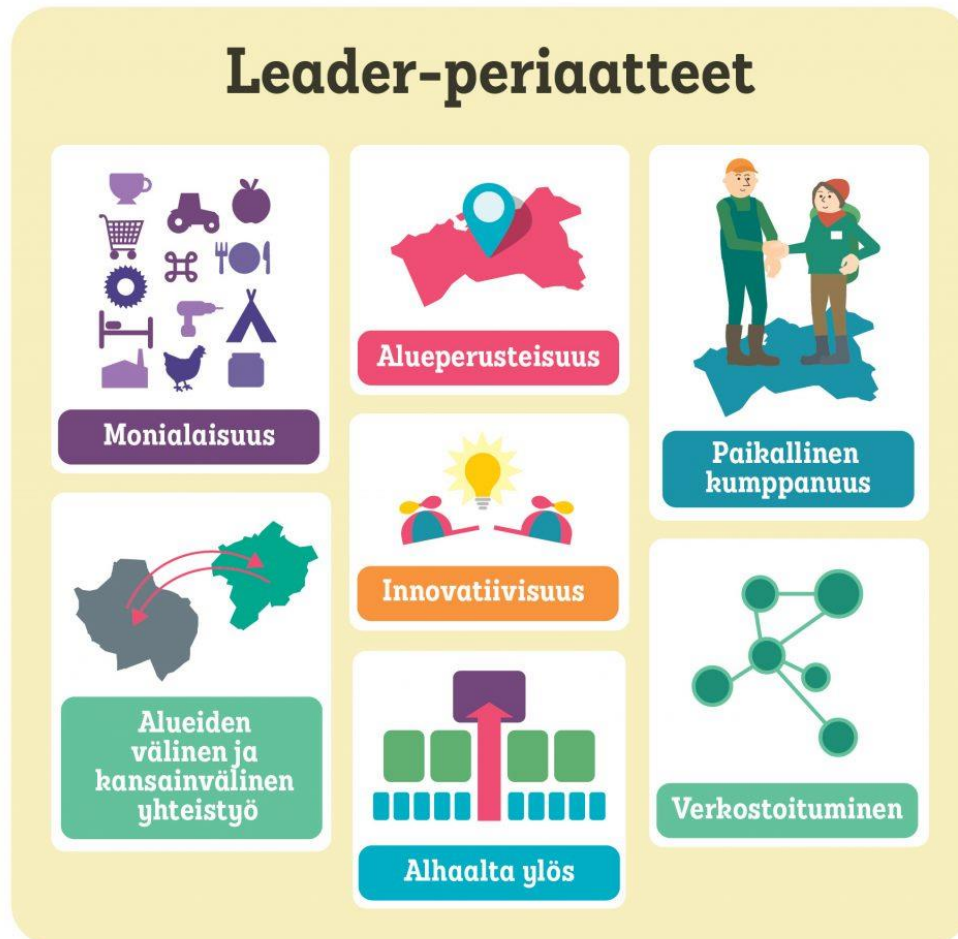 Leader-periaatteet
Monialaisuus
Alueperusteisuus
Paikallinen
kumppanuus
Alueiden
välinen ja
kansainvälinen
yhteistyö
Innovatiivisuus
Alhaalta ylös
Verkostoituminen